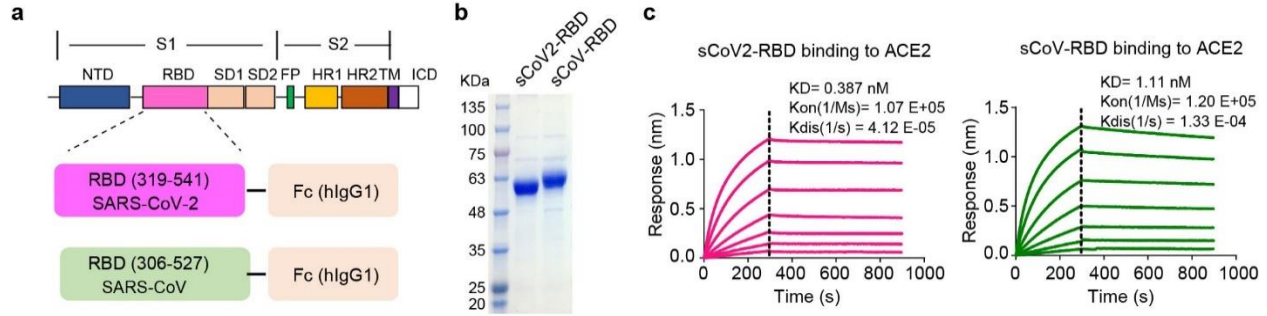 a
S1
S2
NTD
RBD
SD1
SD2
FP
HR1
HR2
TM
ICD
RBD (319-541)
SARS-CoV-2
Fc (hIgG1)
RBD (306-527)
SARS-CoV
Fc (hIgG1)
b
KDa
sCoV2-RBD
sCoV-RBD
135
100
75
63
48
35
25
20
c
sCoV2-RBD binding to ACE2
KD= 0.387 nM
Kon(1/Ms)= 1.07 E+05
Kdis(1/s) = 4.12 E-05
Response (nm)
1.5
1.0
0.5
0.0
0 200 400 600 800 1000
Time (s)
sCoV-RBD binding to ACE2
KD= 1.11 nM
Kon(1/Ms)= 1.20 E+05
Kdis(1/s) = 1.33 E-04
Response (nm)
1.5
1.0
0.5
0.0
0 200 400 600 800 1000
Time (s)